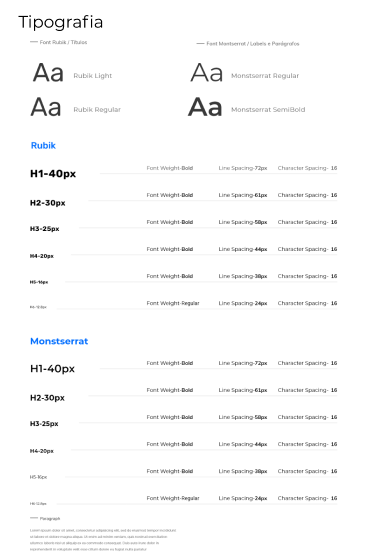 Tipografia
Font Rubik / Títulos
Font Montserrat / Lubels e Parágrafos
Aa Rubik Light
Aa Monstserrat Regular
Aa Rubik Regular
Aa Monstserrat SemiBold
Rubik
H1-40px Font Weight-Bold Line Spacing-72px Character Spacing- 16
H2-30px Font Weight-Bold Line Spacing-61px Character Spacing- 16
H3-25px Font Weight-Bold Line Spacing-58px Character Spacing- 16
H4-20px Font Weight-Bold Line Spacing-44px Character Spacing- 16
H5-16px Font Weight-Bold Line Spacing-38px Character Spacing- 16
Font Weight-Regular Line Spacing-24px Character Spacing- 16
Monstserrat
H1-40px Font Weight-Bold Line Spacing-72px Character Spacing- 16
H2-30px Font Weight-Bold Line Spacing-61px Character Spacing- 16
H3-25px Font Weight-Bold Line Spacing-58px Character Spacing- 16
H4-20px Font Weight-Bold Line Spacing-44px Character Spacing- 16
H5-16px Font Weight-Bold Line Spacing-38px Character Spacing- 16
Font Weight-Regular Line Spacing-24px Character Spacing- 16
Paragraph